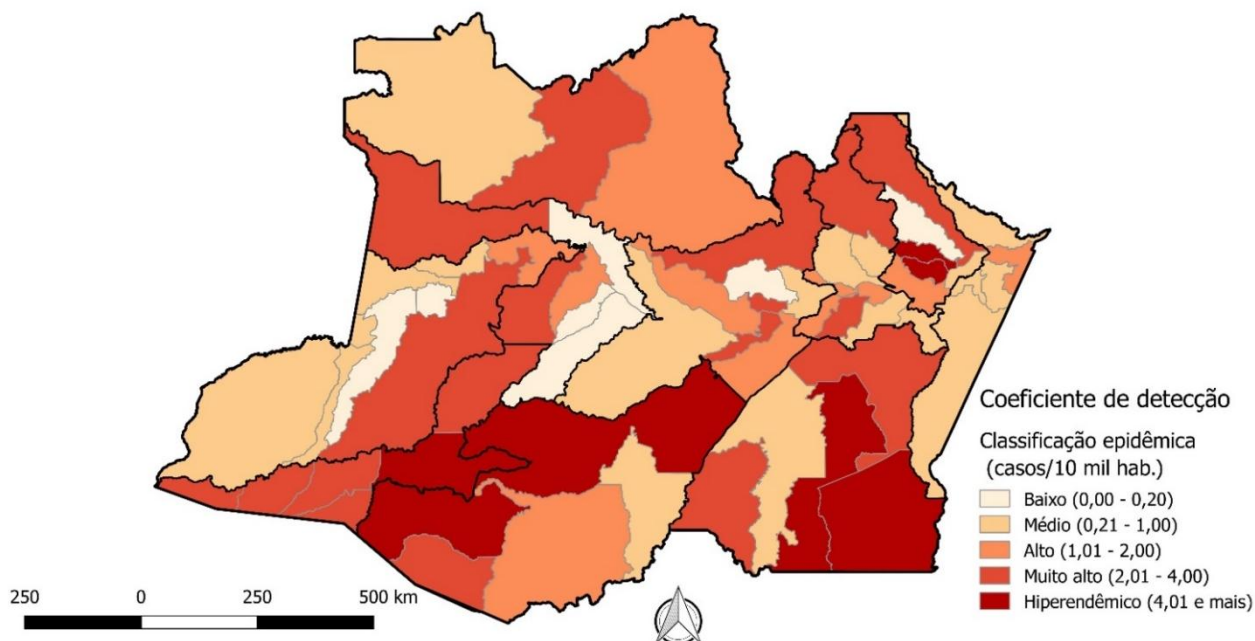 Coeficiente de detecção
Classificação epidêmica
(casos/10 mil hab.)
Baixo (0,00 - 0,20)
Médio (0,21 - 1,00)
Alto (1,01 - 2,00)
Muito alto (2,01 - 4,00)
Hiperendêmico (4,01 e mais)
250 0 250 500 km